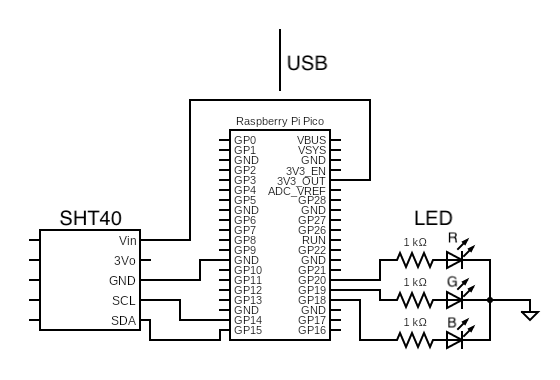 USB
Raspberry Pi Pico
GP0
GP1
GND
GP2
GP3
GP4
GP5
GND
GP6
GP7
GP8
GP9
GND
GP10
GP11
GP12
GP13
GND
GP14
GP15
VBUS
VSYS
GND
3V3_EN
3V3_OUT
ADC_VREF
GP28
GND
GP27
GP26
RUN
GP22
GND
GP21
GP20
GP19
GP18
GND
GP17
GP16
SHT40
Vin
3Vo
GND
SCL
SDA
LED
1 kΩ
R
1 kΩ
G
1 kΩ
B